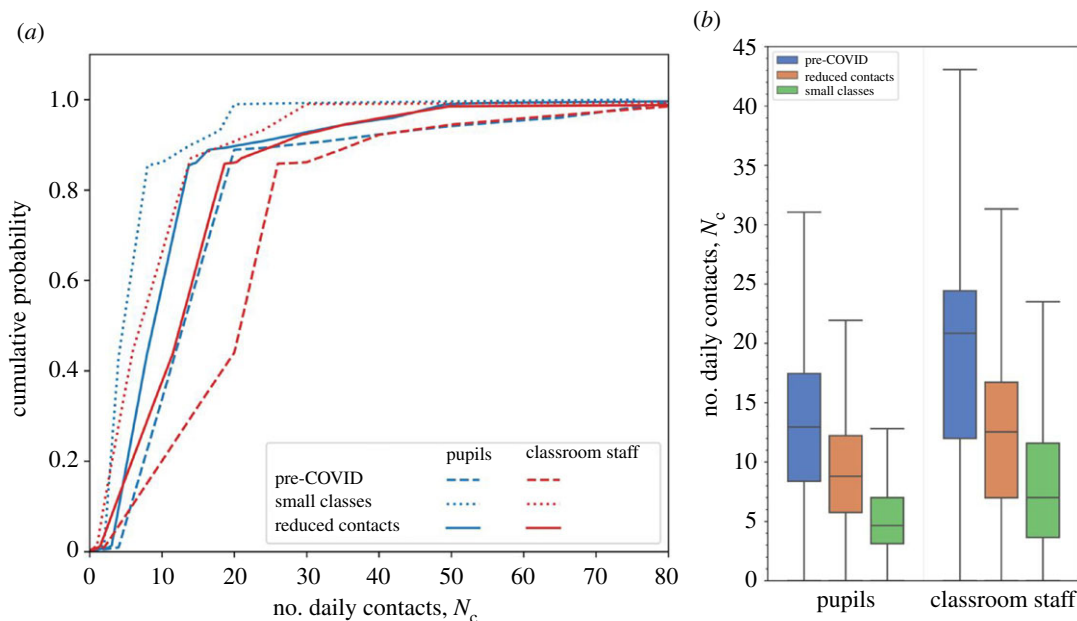 (a)
1.0
0.8
0.6
0.4
0.2
0
cumulative probability
0 10 20 30 40 50 60 70 80
no. daily contacts, Nc
pupils classroom staff
pre-COVID
small classes
reduced contacts
(b)
45
40
35
30
25
20
15
10
5
0
no. daily contacts, Nc
pre-COVID
reduced contacts
small classes
pupils classroom staff